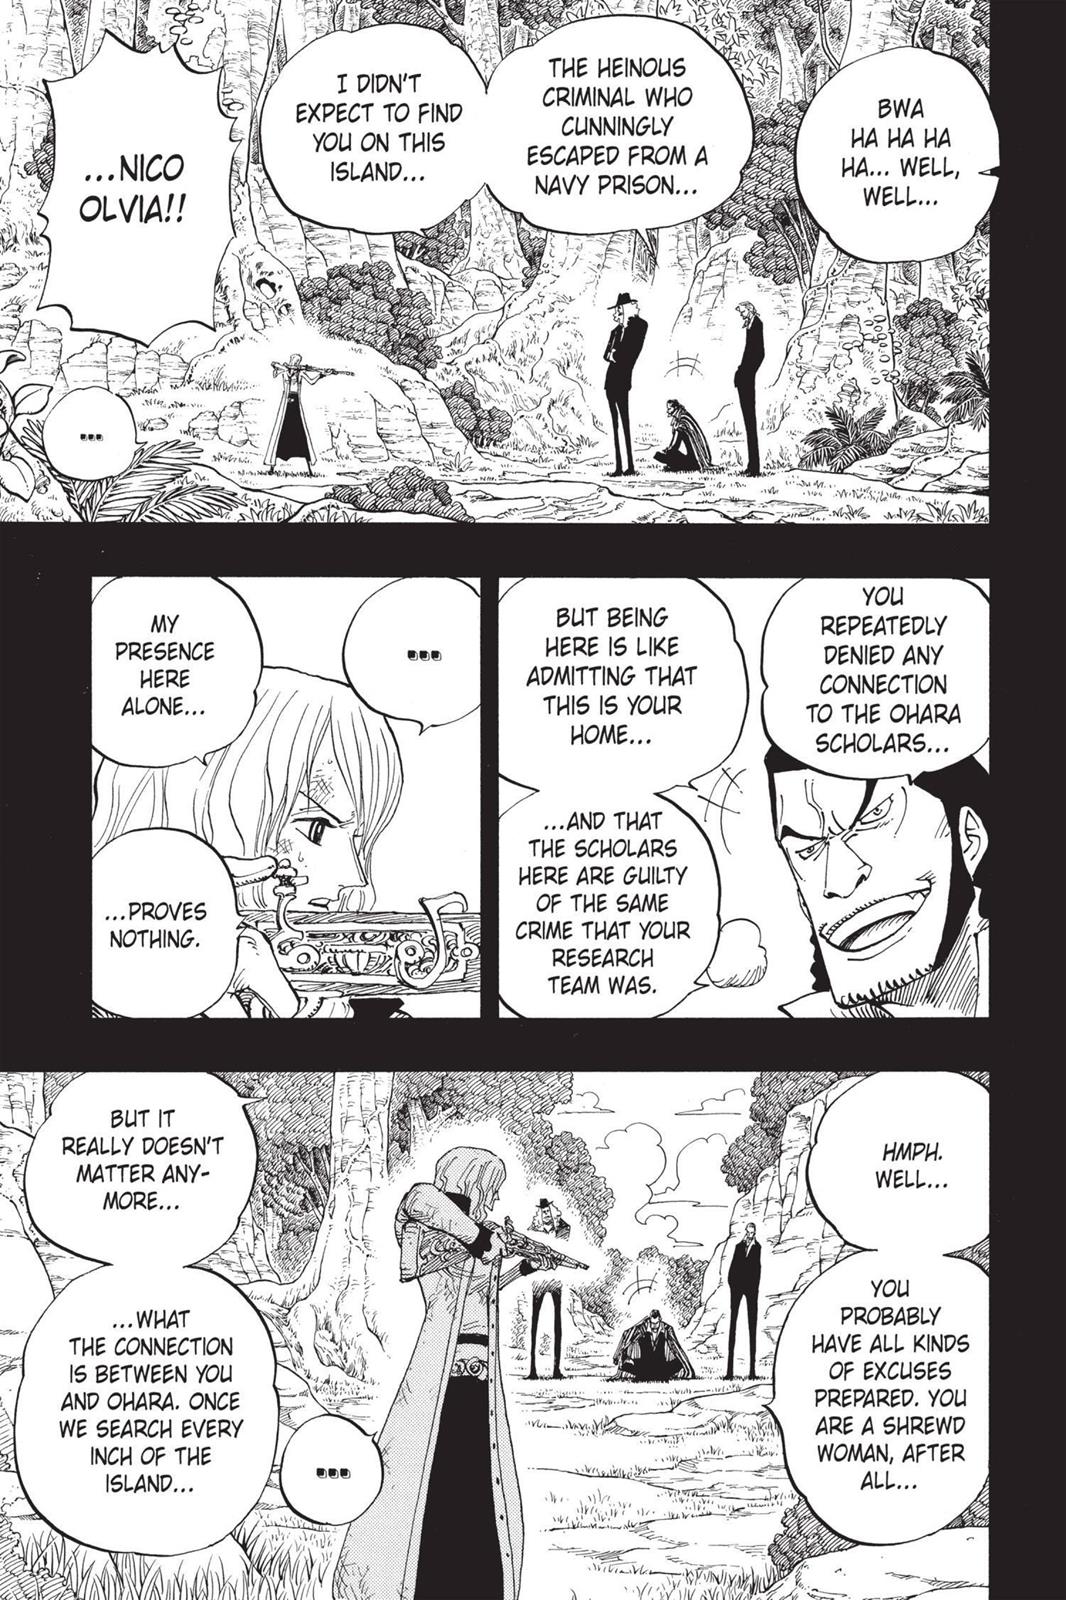 BWA
HA HA HA
HA... WELL,
WELL...
THE HEINOUS
CRIMINAL WHO
CUNNINGLY
ESCAPED FROM A
NAVY PRISON...
I DIDN'T
EXPECT TO FIND
YOU ON THIS
ISLAND...
...NICO
OLVIA!!
...
YOU
REPEATEDLY
DENIED ANY
CONNECTION
TO THE OHARA
SCHOLARS...
BUT BEING
HERE IS LIKE
ADMITTING THAT
THIS IS YOUR
HOME...
...AND THAT
THE SCHOLARS
HERE ARE GUILTY
OF THE SAME
CRIME THAT YOUR
RESEARCH
TEAM WAS.
...
MY
PRESENCE
HERE
ALONE...
...PROVES
NOTHING.
HMPH.
WELL...
YOU
PROBABLY
HAVE ALL KINDS
OF EXCUSES
PREPARED. YOU
ARE A SHREWD
WOMAN, AFTER
ALL...
BUT IT
REALLY DOESN'T
MATTER ANY-
MORE...
...WHAT
THE CONNECTION
IS BETWEEN YOU
AND OHARA. ONCE
WE SEARCH EVERY
INCH OF THE
ISLAND...
...